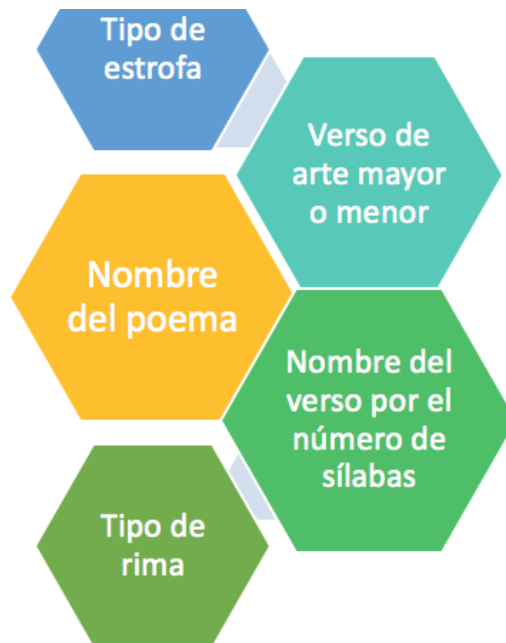 Tipo de
estrofa
Verso de
arte mayor
o menor
Nombre
del poema
Nombre del
verso por el
número de
sílabas
Tipo de
rima